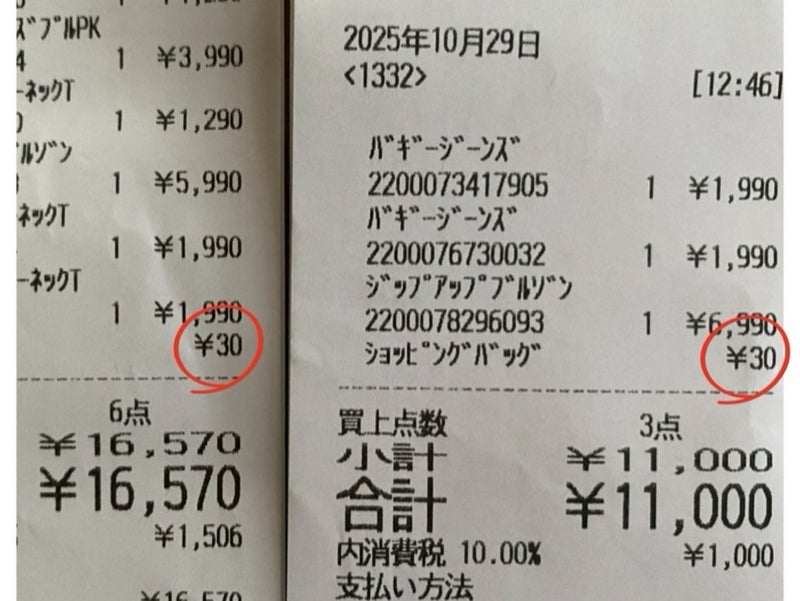 ｽﾞﾌﾞﾙPK
1 ¥3,990
ｰﾈｯｸT
1 ¥1,290
ﾞﾙｿﾞﾝ
1 ¥5,990
ｰﾈｯｸT
1 ¥1,990
ｰﾈｯｸT
1 ¥1,990
¥30
6点
¥16,570
¥16,570
¥1,506
¥16,570
2025年10月29日
<1332> [12:46]
ﾊﾞｷﾞｰｼﾞｰﾝｽﾞ
2200073417905 1 ¥1,990
ﾊﾞｷﾞｰｼﾞｰﾝｽﾞ
2200076730032 1 ¥1,990
ｼﾞｯﾌﾟｱｯﾌﾟﾌﾞﾙｿﾞﾝ
2200078296093 1 ¥6,990
ｼｮｯﾋﾟﾝｸﾞﾊﾞｯｸﾞ ¥30
買上点数 3点
小計 ¥11,000
合計 ¥11,000
内消費税 10.00% ¥1,000
支払い方法